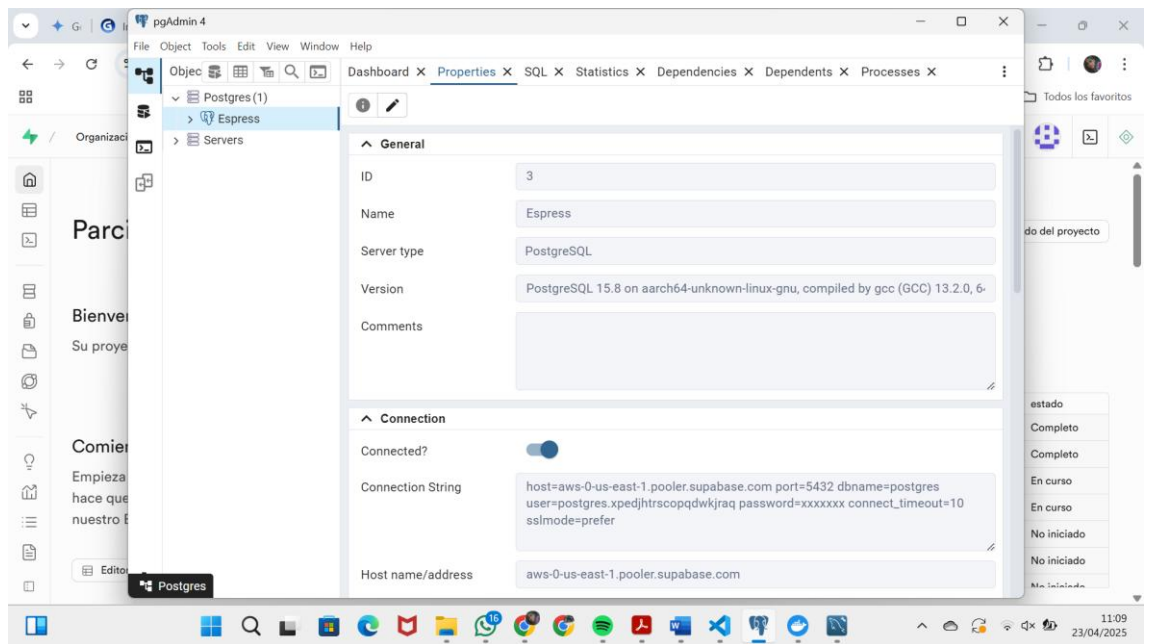 pgAdmin 4
File Object Tools Edit View Window Help
Objec
Dashboard Properties SQL Statistics Dependencies Dependents Processes
Postgres (1)
Espress
Servers
General
ID 3
Name Espress
Server type PostgreSQL
Version PostgreSQL 15.8 on aarch64-unknown-linux-gnu, compiled by gcc (GCC) 13.2.0, 6
Comments
Connection
Connected?
Connection String host=aws-0-us-east-1.pooler.supabase.com port=5432 dbname=postgres
user=postgres.xpedjhtrscopqdwkjraq password=xxxxxxx connect_timeout=10
sslmode=prefer
Host name/address aws-0-us-east-1.pooler.supabase.com
Postgres
Todos los favoritos
Organizaci
Parci
do del proyecto
Bienve
Su proye
Comie
Empieza
hace que
nuestro E
Edito
estado
Completo
Completo
En curso
En curso
No iniciado
No iniciado
16
11:09
23/04/2025